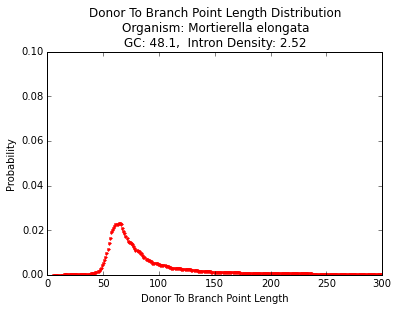 Donor To Branch Point Length Distribution
Organism: Mortierella elongata
GC: 48.1,  Intron Density: 2.52
0.10
0.08
0.06
0.04
0.02
0.00
Probability
0 50 100 150 200 250 300
Donor To Branch Point Length